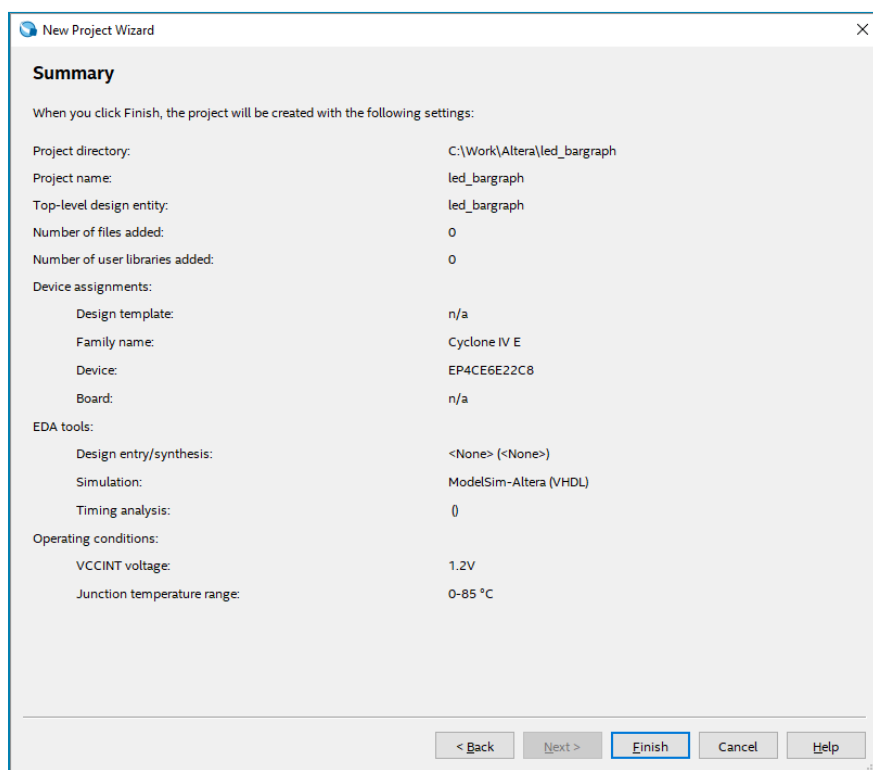 New Project Wizard
Summary
When you click Finish, the project will be created with the following settings:
Project directory: C:\Work\Altera\led_bargraph
Project name: led_bargraph
Top-level design entity: led_bargraph
Number of files added: 0
Number of user libraries added: 0
Device assignments:
Design template: n/a
Family name: Cyclone IV E
Device: EP4CE6E22C8
Board: n/a
EDA tools:
Design entry/synthesis: <None> (<None>)
Simulation: ModelSim-Altera (VHDL)
Timing analysis: ()
Operating conditions:
VCCINT voltage: 1.2V
Junction temperature range: 0-85 °C
< Back Next > Finish Cancel Help